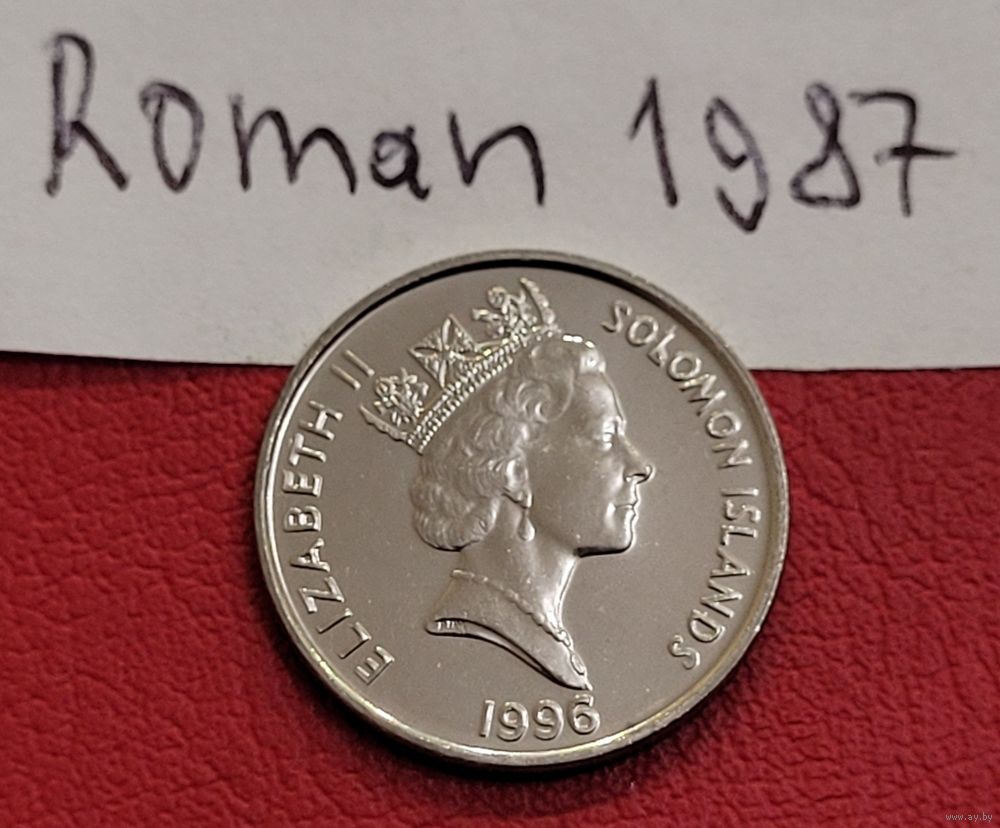 Roman 1987
ELIZABETH II
SOLOMON ISLANDS
1996
www.ay.by